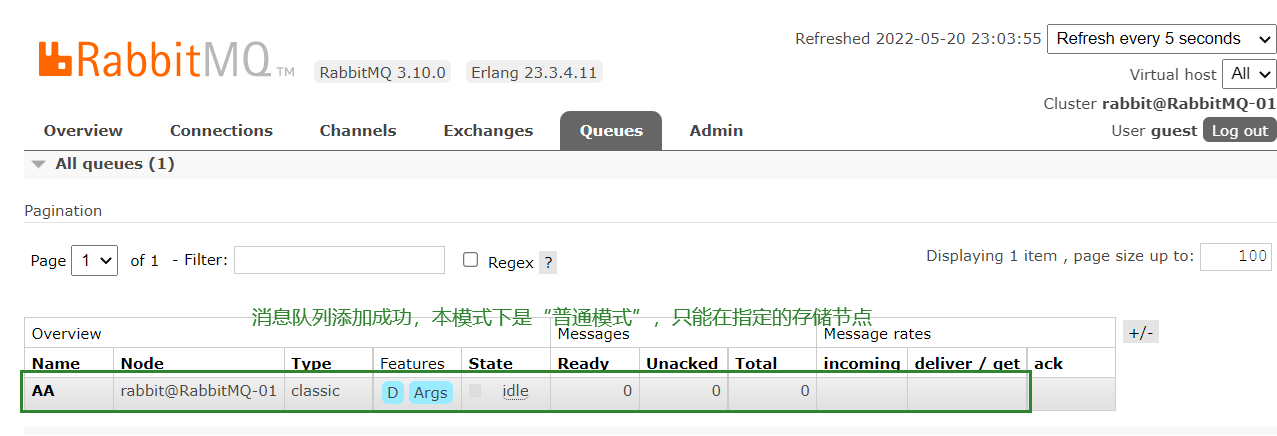 Refreshed 2022-05-20 23:03:55 Refresh every 5 seconds
RabbitMQ TM RabbitMQ 3.10.0 Erlang 23.3.4.11
Virtual host All
Cluster rabbit@RabbitMQ-01
User guest Log out
Overview Connections Channels Exchanges Queues Admin
All queues (1)
Pagination
Page 1 of 1 - Filter: Regex ? Displaying 1 item , page size up to: 100
消息队列添加成功，本模式下是“普通模式”，只能在指定的存储节点
Overview Messages Message rates +/-
Name Node Type Features State Ready Unacked Total incoming deliver / get ack
AA rabbit@RabbitMQ-01 classic D Args idle 0 0 0